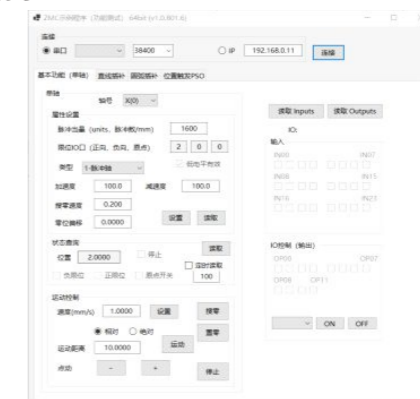 ZMC示例程序 (功能测试) 64bit (v1.0.801.6)
连接
串口 38400 IP 192.168.0.11 连接
基本功能 (单轴) 直线插补 圆弧插补 位置触发PSO
单轴
轴号 X(0)
读取 Inputs 读取 Outputs
属性设置
脉冲当量 (units、脉冲数/mm) 1600
IO:
限位IO口 (正向、负向、原点) 2 0 0
输入
IN00 IN07
类型 1-脉冲轴 低电平有效
IN08 IN15
加速度 100.0 减速度 100.0
IN16 IN23
搜零速度 0.200
零位偏移 0.0000 设置 读取
状态查询
IO控制 (输出)
位置 2.0000 停止 读取
OP00 OP07
定时读取
负限位 正限位 原点开关 100
OP08 OP11
运动控制
速度(mm/s) 1.0000 设置 搜零
ON OFF
相对 绝对 置零
运动距离 10.0000 运动
点动 - + 停止